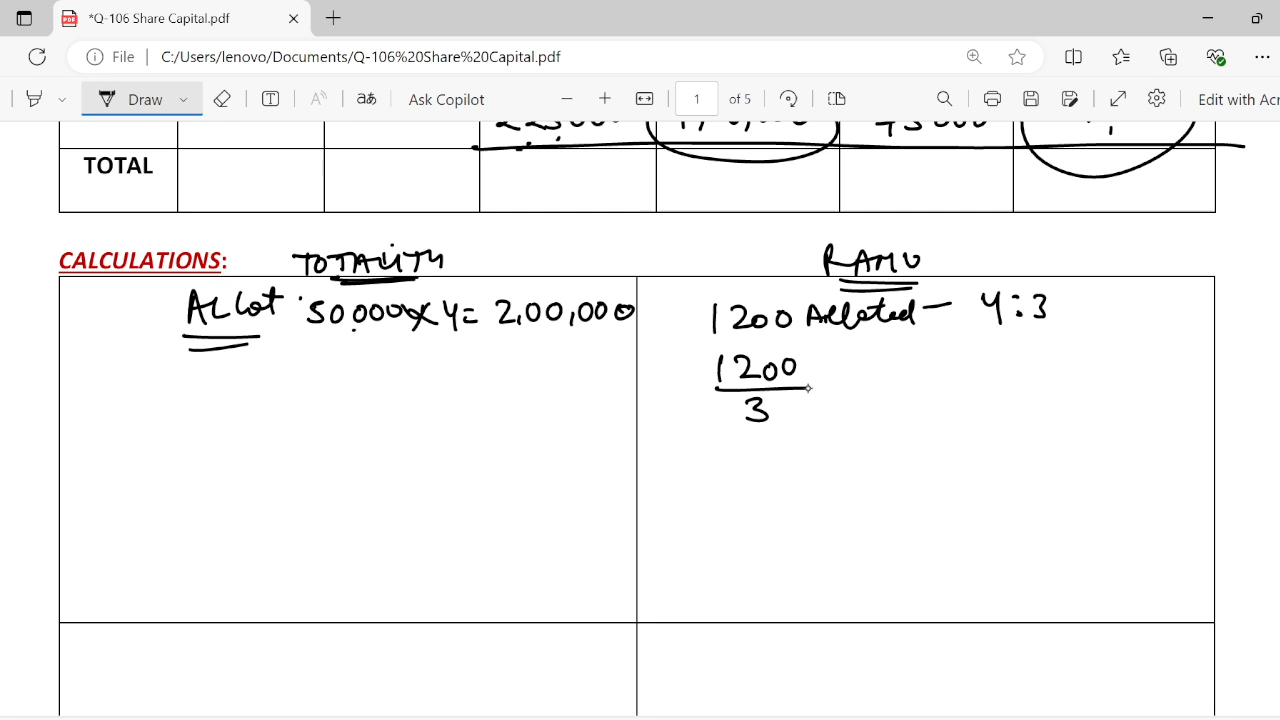 *Q-106 Share Capital.pdf
File
C:/Users/lenovo/Documents/Q-106%20Share%20Capital.pdf
Draw
Ask Copilot
1 of 5
Edit with Acr
TOTAL
CALCULATIONS: TOTALITY RAMU
ALLot 50,000 X 4 = 2,00,000
1200 Alloted — 4:3
1200
3